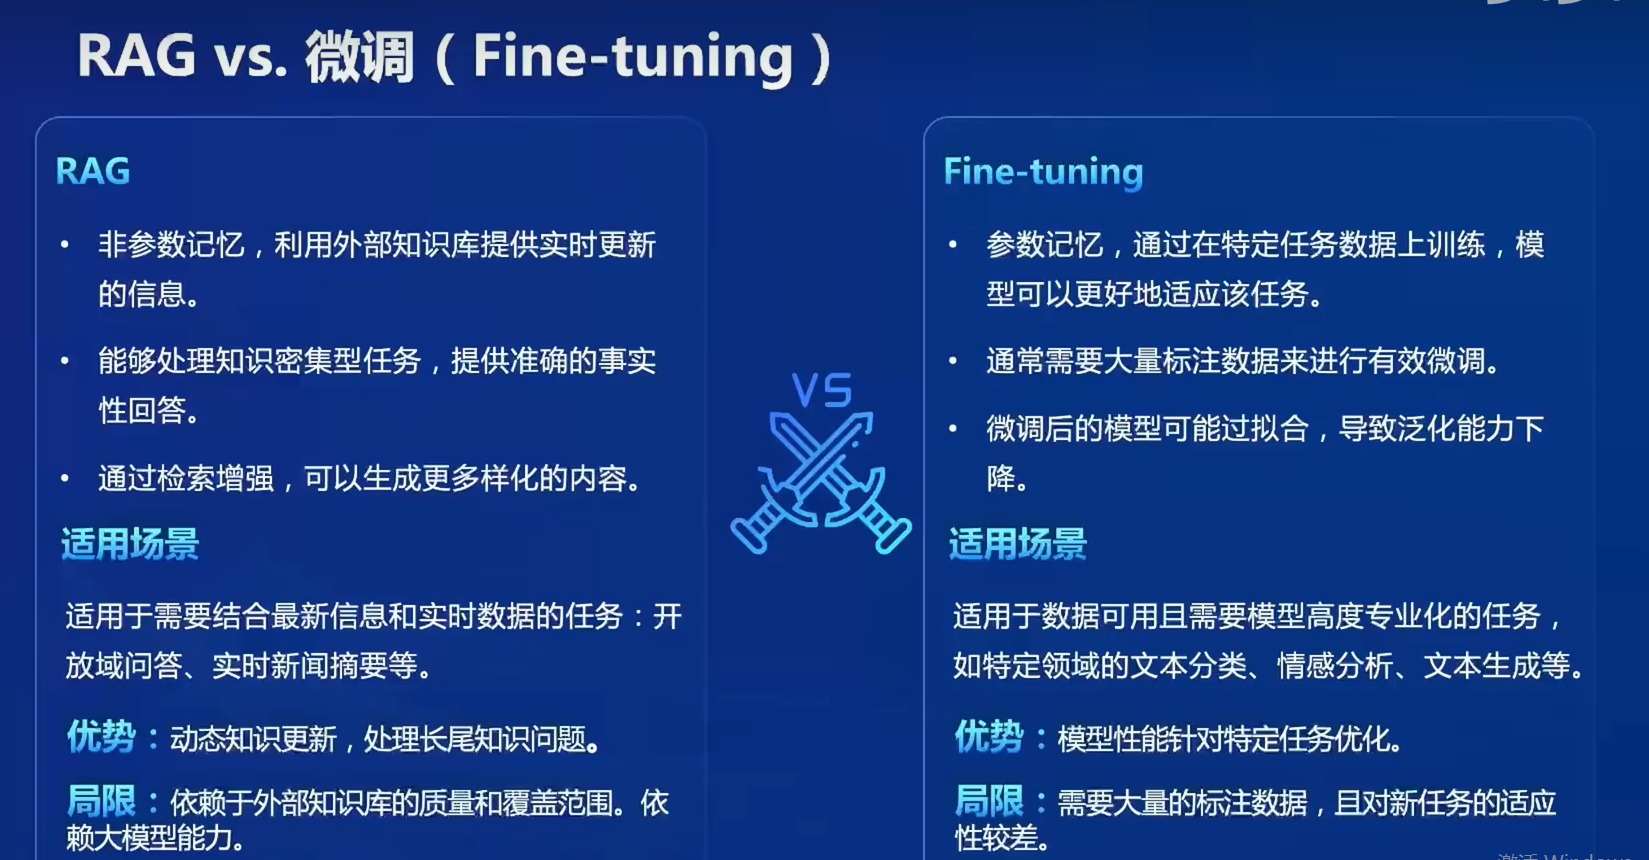 RAG vs. 微调（Fine-tuning）
RAG
• 非参数记忆，利用外部知识库提供实时更新
的信息。
• 能够处理知识密集型任务，提供准确的事实
性回答。
• 通过检索增强，可以生成更多样化的内容。
适用场景
适用于需要结合最新信息和实时数据的任务：开
放域问答、实时新闻摘要等。
优势：动态知识更新，处理长尾知识问题。
局限：依赖于外部知识库的质量和覆盖范围。依
赖大模型能力。
VS
Fine-tuning
• 参数记忆，通过在特定任务数据上训练，模
型可以更好地适应该任务。
• 通常需要大量标注数据来进行有效微调。
• 微调后的模型可能过拟合，导致泛化能力下
降。
适用场景
适用于数据可用且需要模型高度专业化的任务，
如特定领域的文本分类、情感分析、文本生成等。
优势：模型性能针对特定任务优化。
局限：需要大量的标注数据，且对新任务的适应
性较差。
激活 Windows